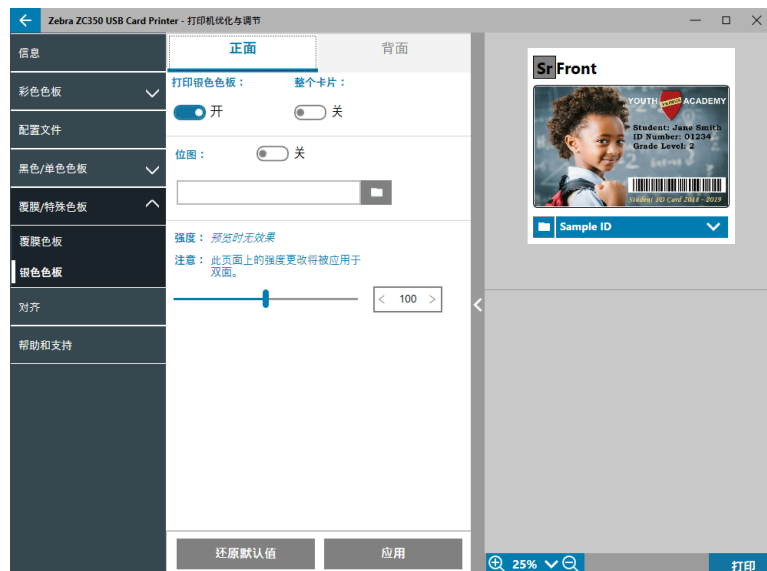 Zebra ZC350 USB Card Printer - 打印机优化与调节
信息
彩色色板
配置文件
黑色/单色色板
覆膜/特殊色板
覆膜色板
银色色板
对齐
帮助和支持
正面
背面
打印银色色板： 整个卡片：
开 关
位图： 关
强度： 预览时无效果
注意： 此页面上的强度更改将被应用于
双面。
< 100 >
还原默认值
应用
Sr Front
YOUTH ACADEMY
Student: Jane Smith
ID Number: 01234
Grade Level: 2
Student I/D Card 2018 - 2019
Sample ID
25%
打印